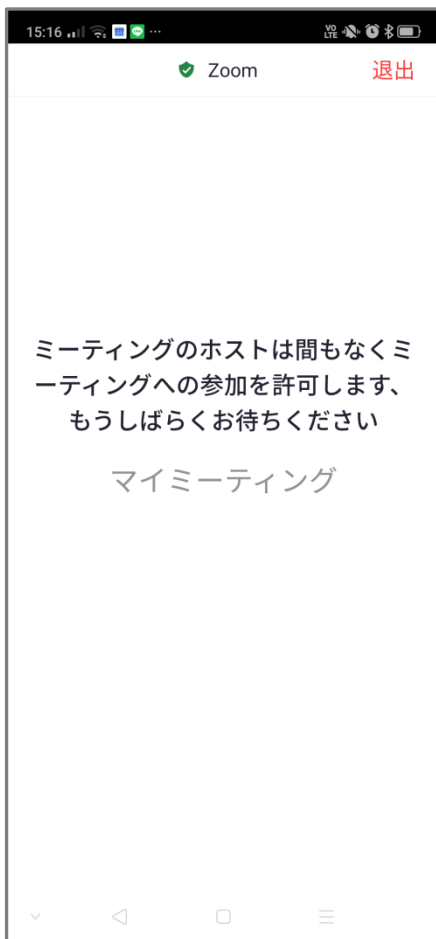 15:16
VO LTE
Zoom
退出
ミーティングのホストは間もなくミ
ーティングへの参加を許可します、
もうしばらくお待ちください
マイミーティング